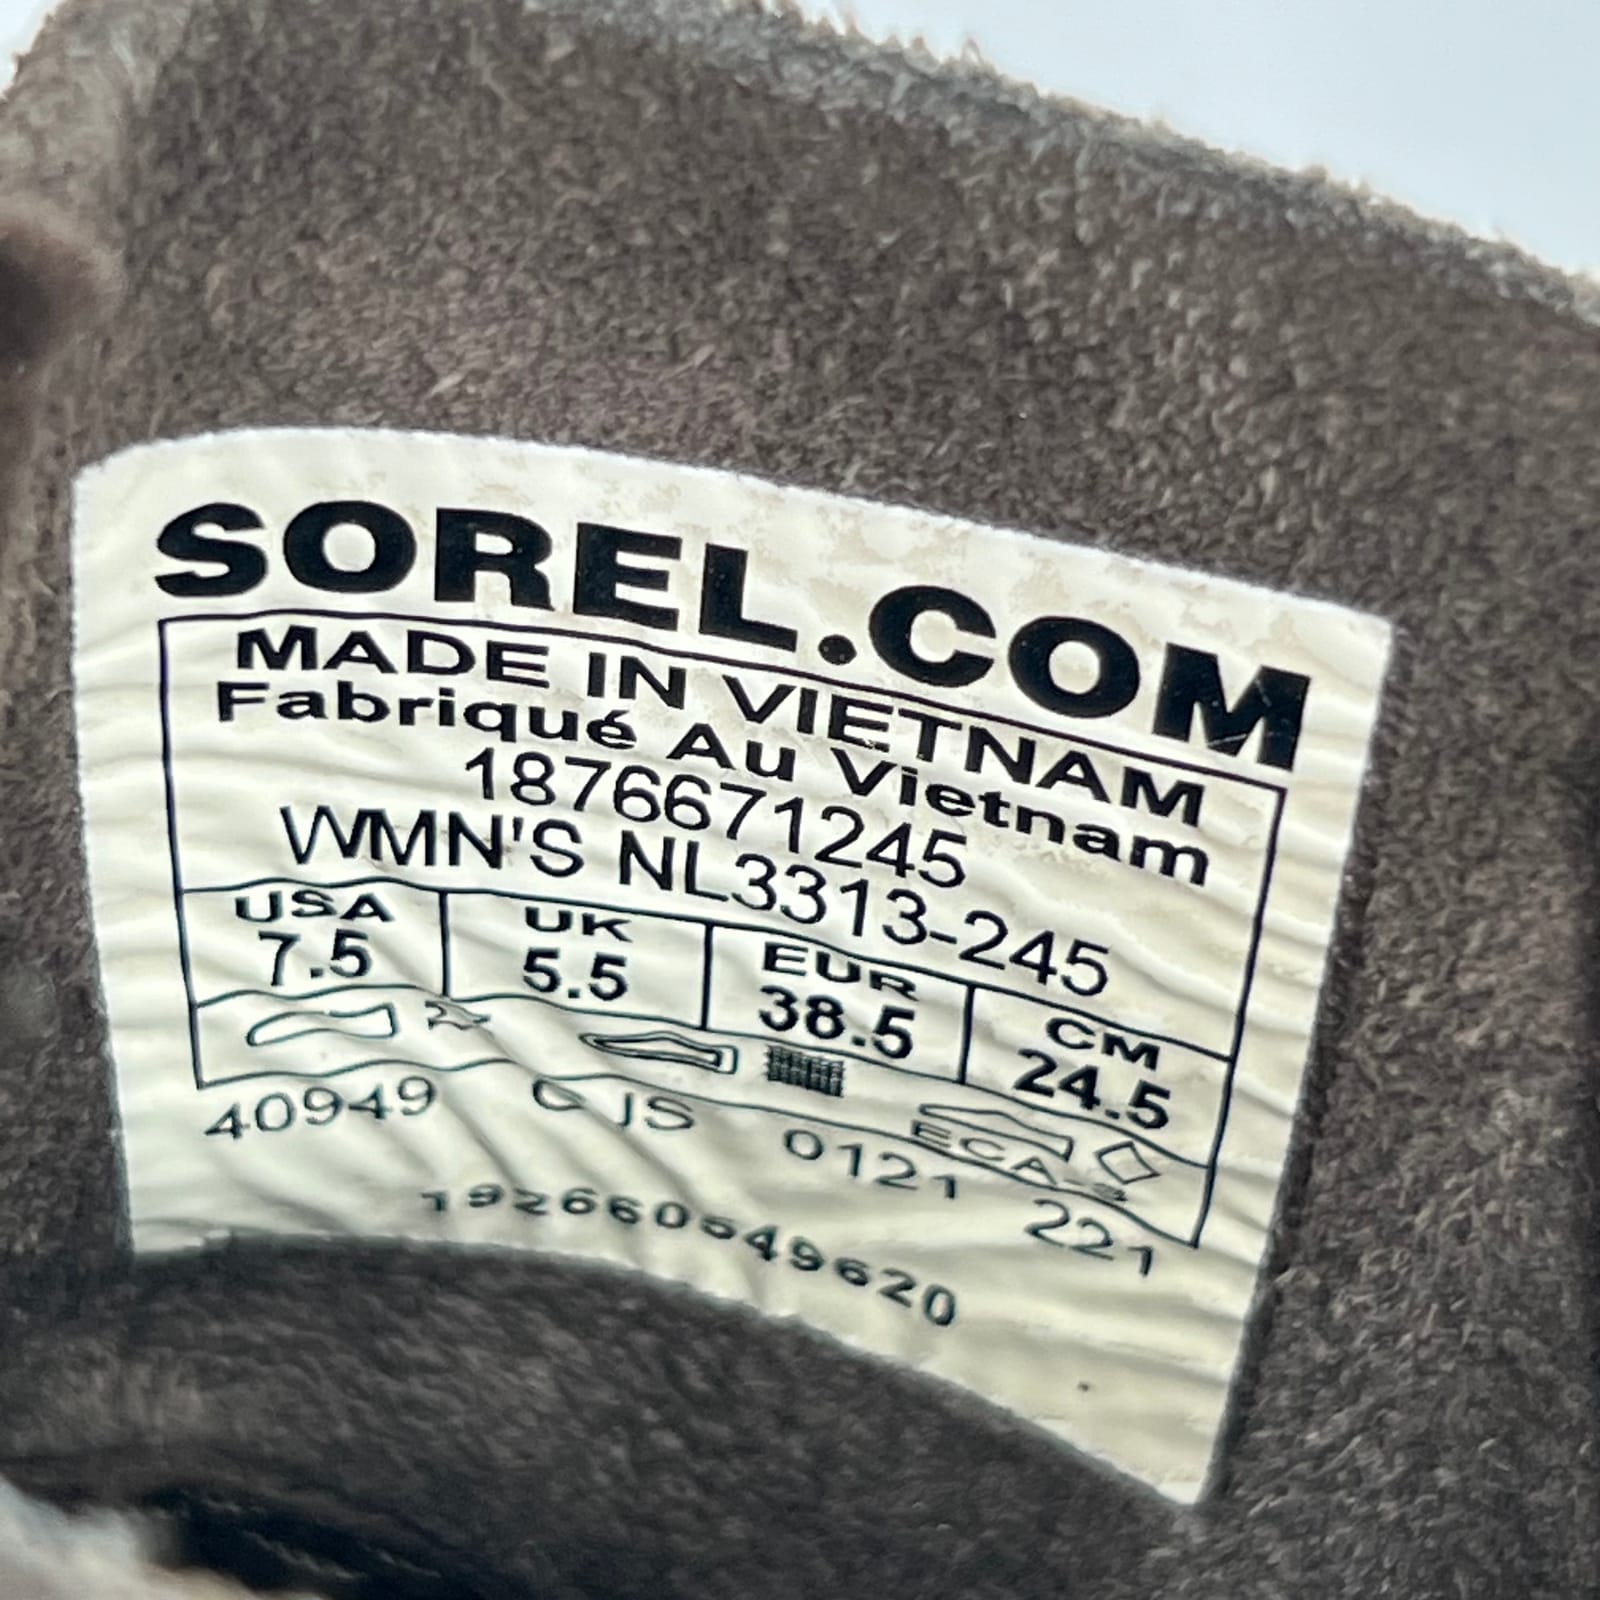 SOREL.COM
MADE IN VIETNAM
Fabriqué Au Vietnam
1876671245
WMN'S NL3313-245
USA UK EUR CM
7.5 5.5 38.5 24.5
40949 CJS 0121 221
192660549620